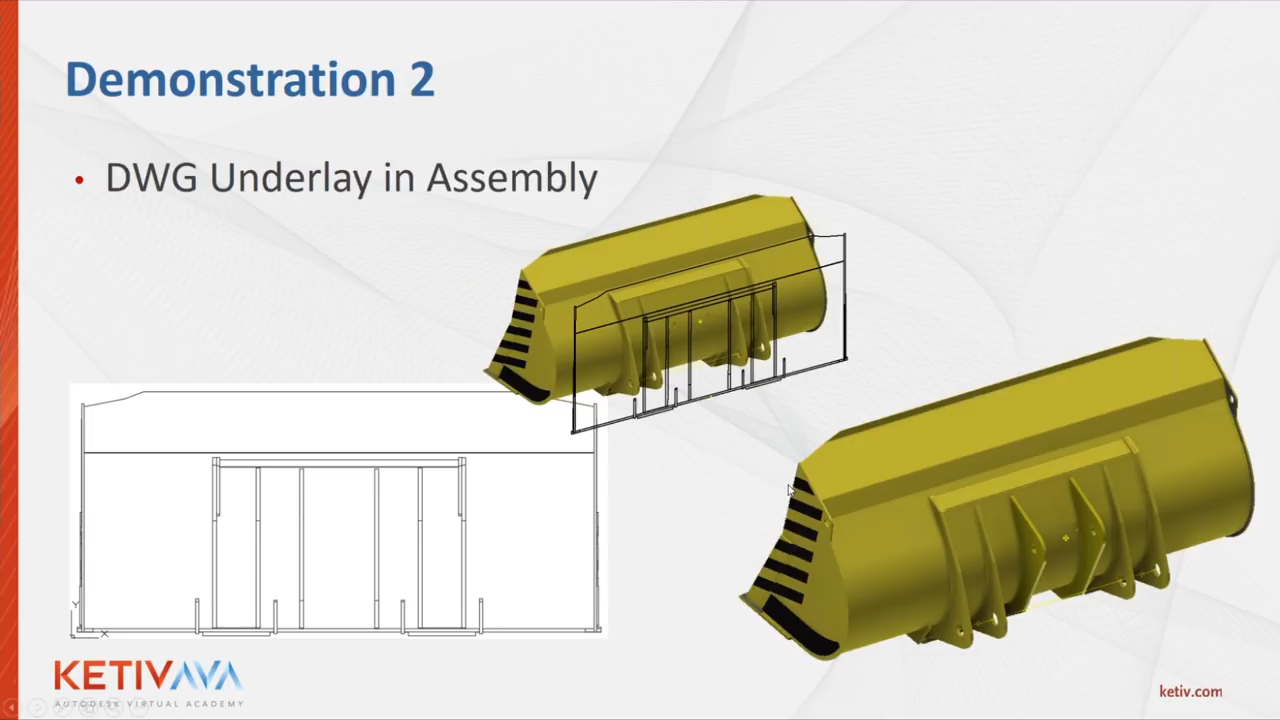 Demonstration 2
• DWG Underlay in Assembly
Y
X
KETIVAVA
AUTODESK VIRTUAL ACADEMY
ketiv.com